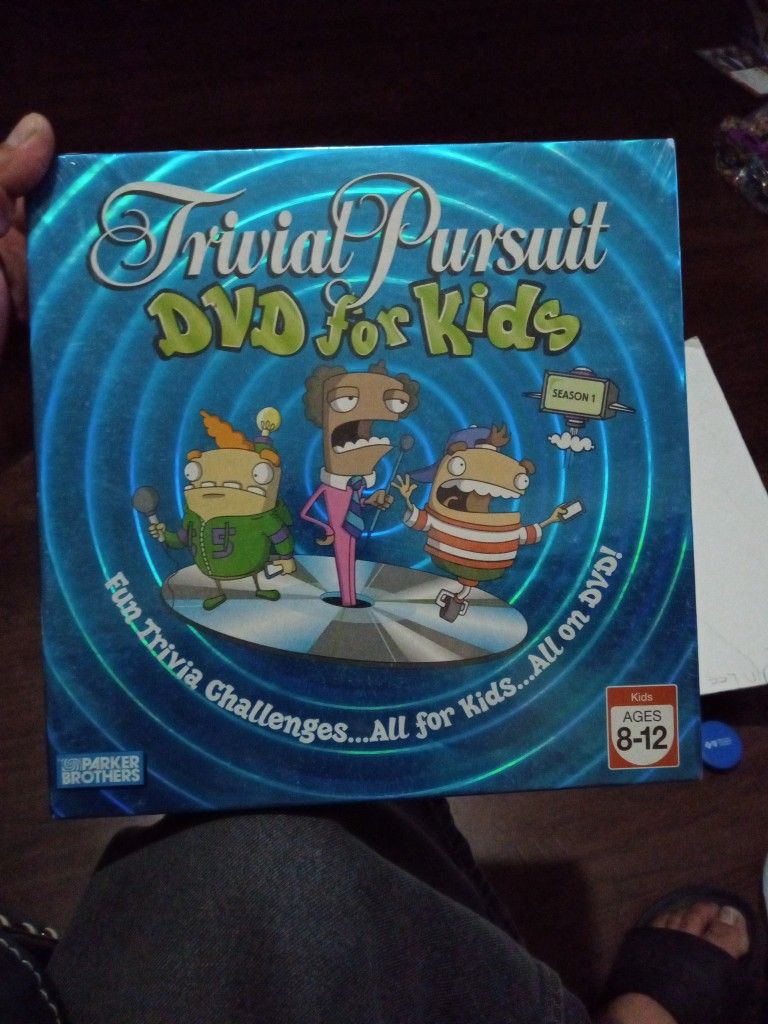 Trivial Pursuit
DVD for Kids
SEASON 1
Fun Trivia Challenges...All for Kids...All on DVD!
Kids
AGES
8-12
PARKER
BROTHERS